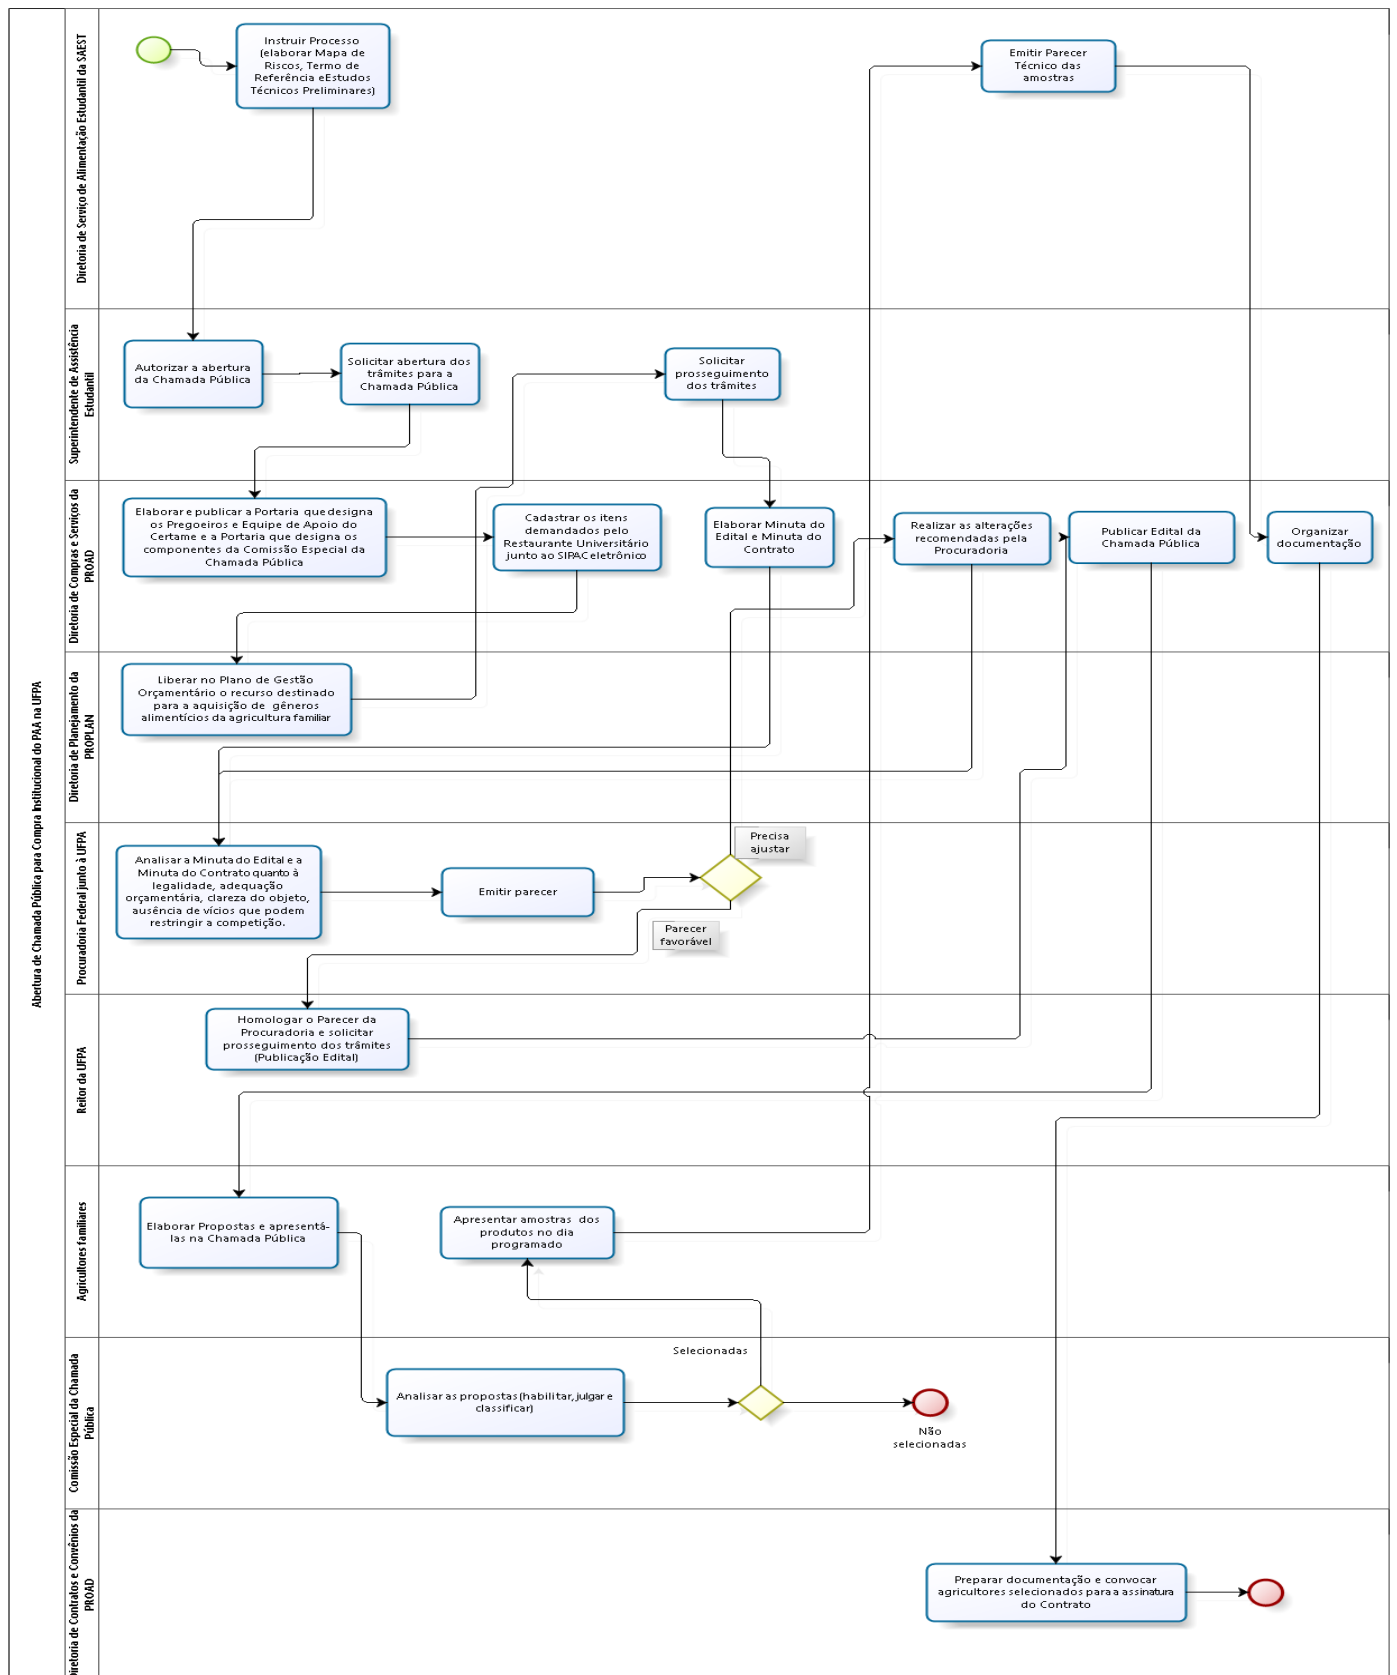 Abertura de Chamada Pública para Compra Institucional do PAA na UFPA
Diretoria de Serviço de Alimentação Estudantil da SAEST
Instruir Processo
(elaborar Mapa de
Riscos, Termo de
Referência eEstudos
Técnicos Preliminares)
Emitir Parecer
Técnico das
amostras
Superintendente de Assistência
Estudantil
Autorizar a abertura
da Chamada Pública
Solicitar abertura dos
trâmites para a
Chamada Pública
Solicitar
prosseguimento
dos trâmites
Diretoria de Compras e Serviços da
PROAD
Elaborar e publicar a Portaria que designa
os Pregoeiros e Equipe de Apoio do
Certame e a Portaria que designa os
componentes da Comissão Especial da
Chamada Pública
Cadastrar os itens
demandados pelo
Restaurante Universitário
junto ao SIPAC eletrônico
Elaborar Minuta do
Edital e Minuta do
Contrato
Realizar as alterações
recomendadas pela
Procuradoria
Publicar Edital da
Chamada Pública
Organizar
documentação
Diretoria de Planejamento da
PROPLAN
Liberar no Plano de Gestão
Orçamentário o recurso destinado
para a aquisição de gêneros
alimentícios da agricultura familiar
Procuradoria Federal junto à UFPA
Analisar a Minuta do Edital e a
Minuta do Contrato quanto à
legalidade, adequação
orçamentária, clareza do objeto,
ausência de vícios que podem
restringir a competição.
Emitir parecer
Precisa
ajustar
Parecer
favorável
Reitor da UFPA
Homologar o Parecer da
Procuradoria e solicitar
prosseguimento dos trâmites
(Publicação Edital)
Agricultores familiares
Elaborar Propostas e apresentá-
las na Chamada Pública
Apresentar amostras dos
produtos no dia
programado
Comissão Especial da Chamada
Pública
Selecionadas
Analisar as propostas (habilitar, julgar e
classificar)
Não
selecionadas
Diretoria de Contratos e Convênios da
PROAD
Preparar documentação e convocar
agricultores selecionados para a assinatura
do Contrato